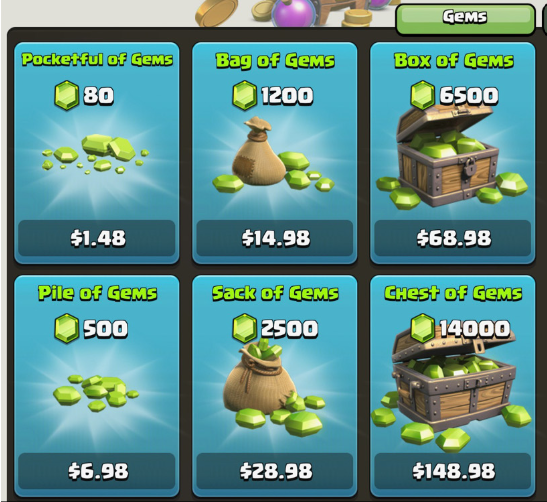 Gems
Pocketful of Gems
80
$1.48
Bag of Gems
1200
$14.98
Box of Gems
6500
$68.98
Pile of Gems
500
$6.98
Sack of Gems
2500
$28.98
Chest of Gems
14000
$148.98